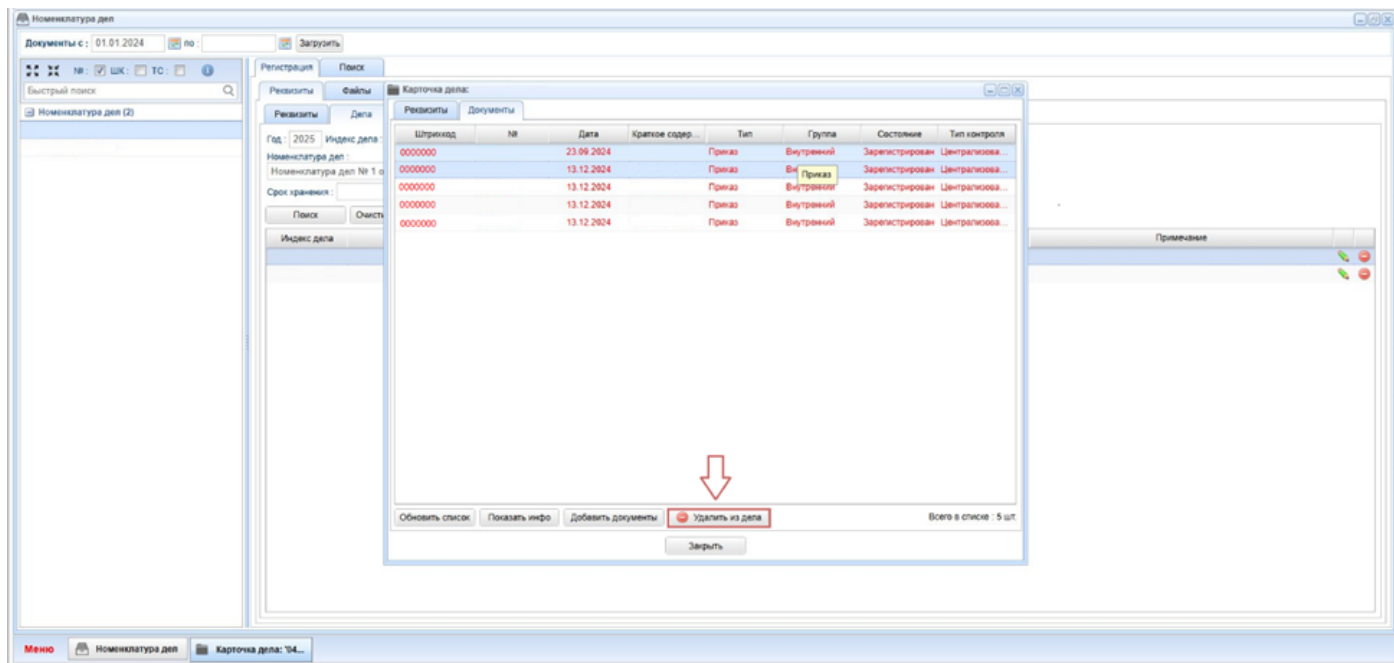 Номенклатура дел
Документы с : 01.01.2024 по : Загрузить
№ : ШК : ТС :
Быстрый поиск
Номенклатура дел (2)
Регистрация Поиск
Реквизиты Файлы
Реквизиты Дела
Год : 2025 Индекс дела :
Номенклатура дел :
Номенклатура дел № 1 о
Срок хранения :
Поиск Очисти
Индекс дела Примечание
Карточка дела:
Реквизиты Документы
Штрихкод № Дата Краткое содер... Тип Группа Состояние Тип контроля
0000000 23.09.2024 Приказ Внутренний Зарегистрирован Централизова...
0000000 13.12.2024 Приказ Вн Зарегистрирован Централизова...
Приказ
0000000 13.12.2024 Приказ Внутренний Зарегистрирован Централизова...
0000000 13.12.2024 Приказ Внутренний Зарегистрирован Централизова...
0000000 13.12.2024 Приказ Внутренний Зарегистрирован Централизова...
Обновить список Показать инфо Добавить документы Удалить из дела Всего в списке : 5 шт.
Закрыть
Меню Номенклатура дел Карточка дела: '04...